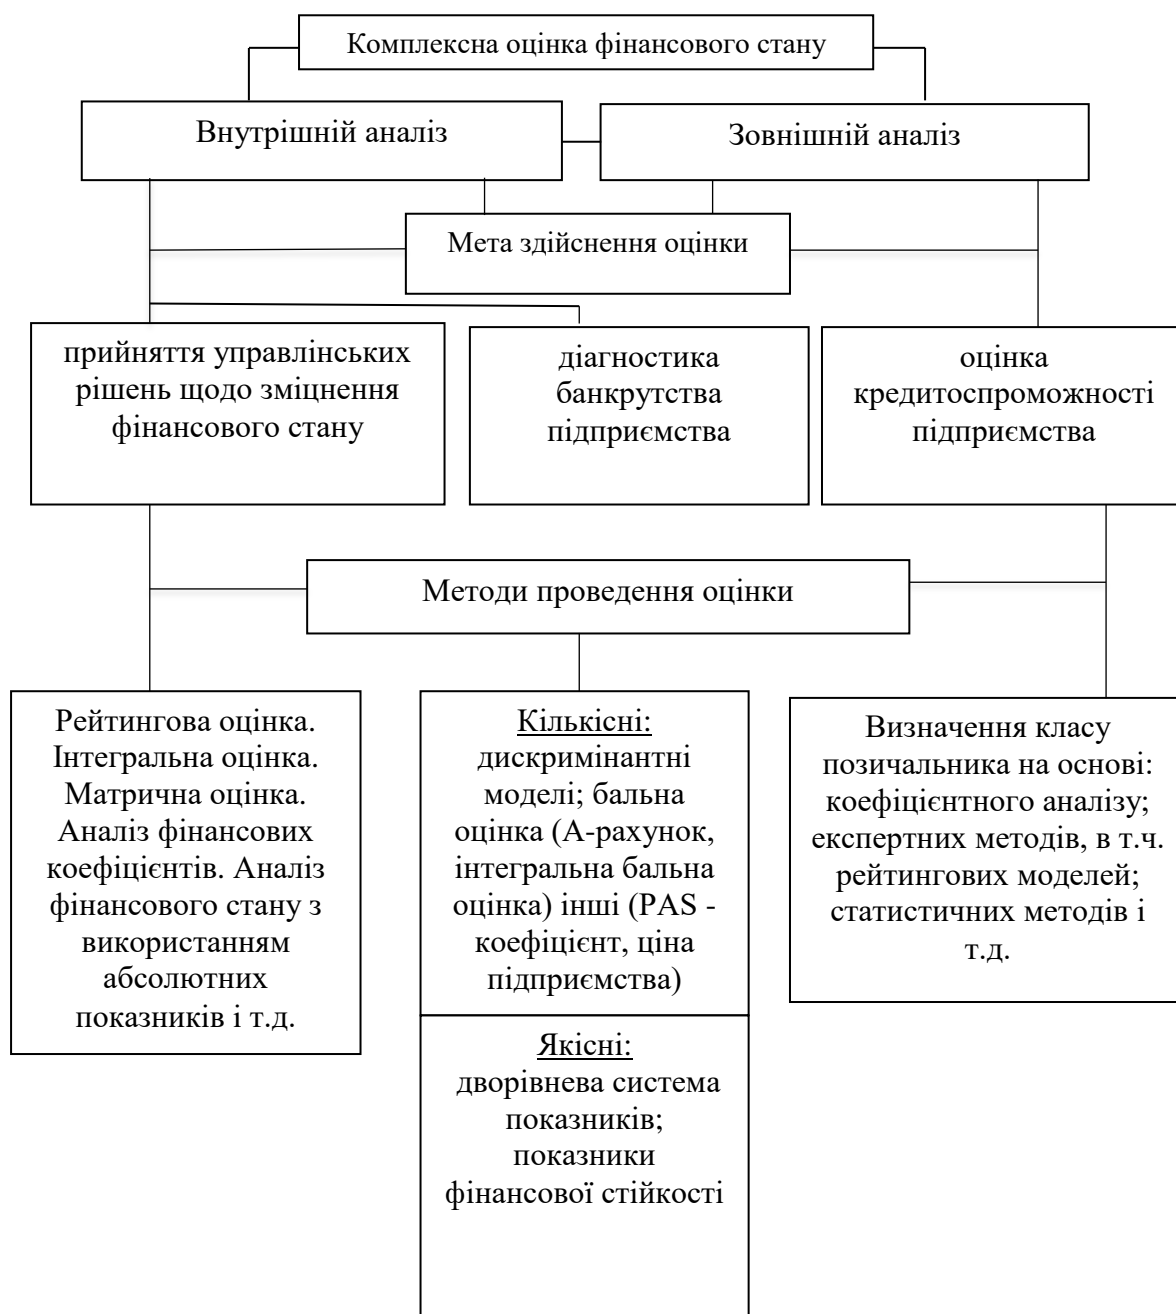 Комплексна оцінка фінансового стану
Внутрішній аналіз
Зовнішній аналіз
Мета здійснення оцінки
прийняття управлінських
рішень щодо зміцнення
фінансового стану
діагностика
банкрутства
підприємства
оцінка
кредитоспроможності
підприємства
Методи проведення оцінки
Рейтингова оцінка.
Інтегральна оцінка.
Матрична оцінка.
Аналіз фінансових
коефіцієнтів. Аналіз
фінансового стану з
використанням
абсолютних
показників і т.д.
Кількісні:
дискримінантні
моделі; бальна
оцінка (А-рахунок,
інтегральна бальна
оцінка) інші (PAS -
коефіцієнт, ціна
підприємства)
Якісні:
дворівнева система
показників;
показники
фінансової стійкості
Визначення класу
позичальника на основі:
коефіцієнтного аналізу;
експертних методів, в т.ч.
рейтингових моделей;
статистичних методів і
т.д.